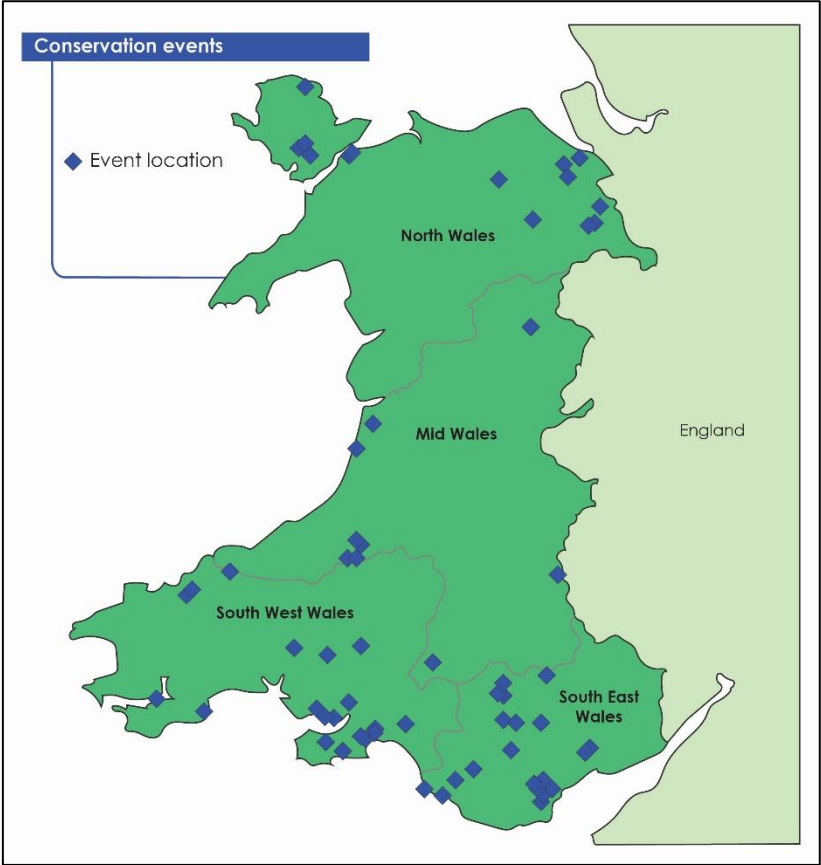 Conservation events
Event location
North Wales
Mid Wales
England
South West Wales
South East
Wales